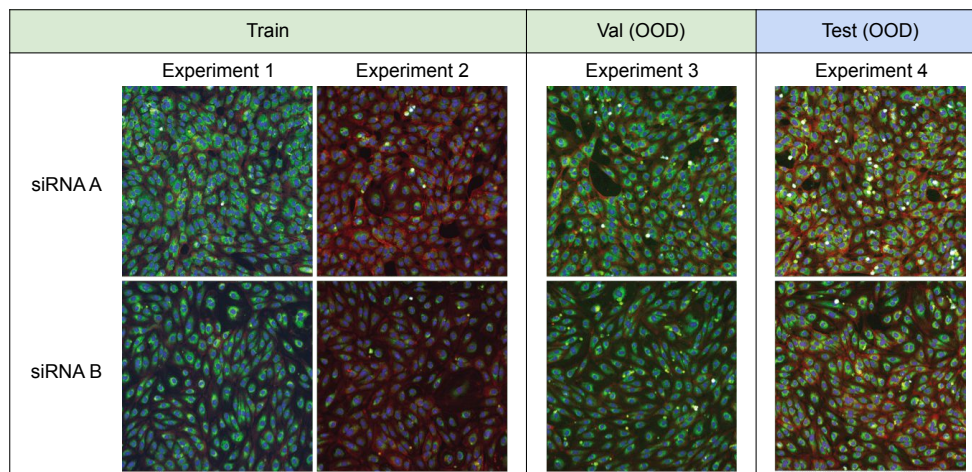 Train
Val (OOD)
Test (OOD)
Experiment 1
Experiment 2
Experiment 3
Experiment 4
siRNA A
siRNA B